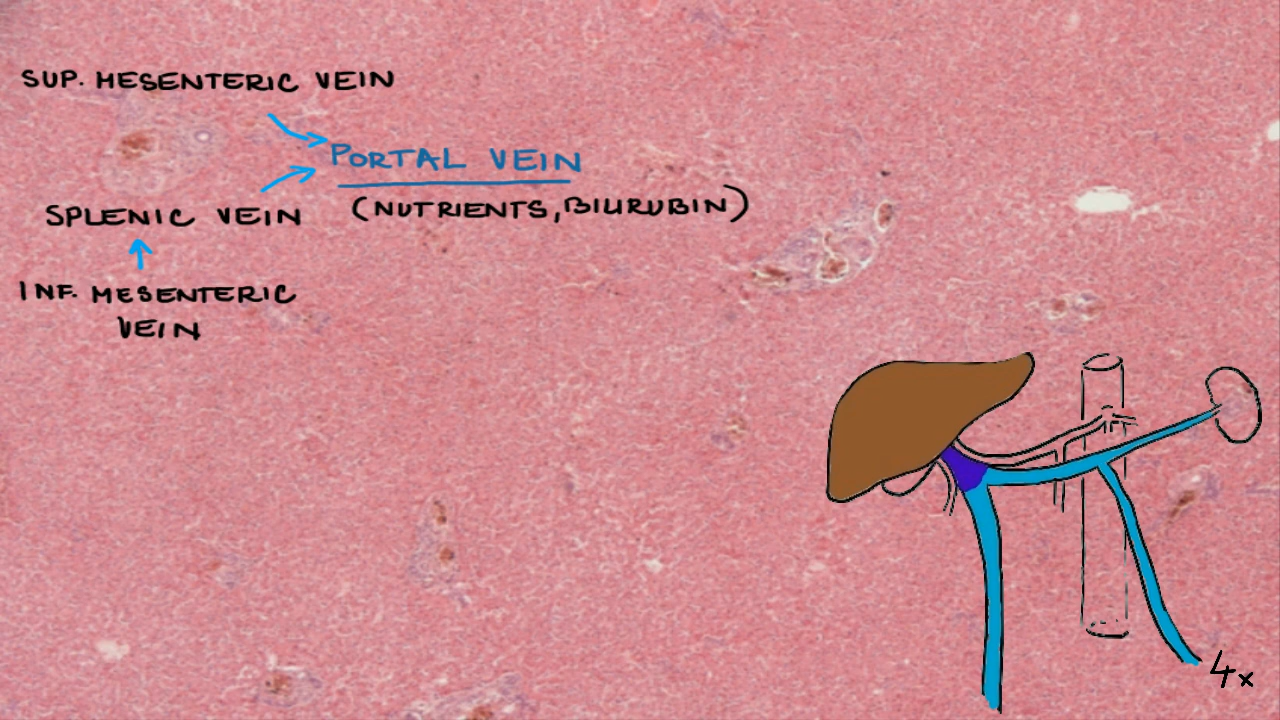 SUP. MESENTERIC VEIN
PORTAL VEIN
(NUTRIENTS, BILIRUBIN)
SPLENIC VEIN
INF. MESENTERIC
VEIN
4x